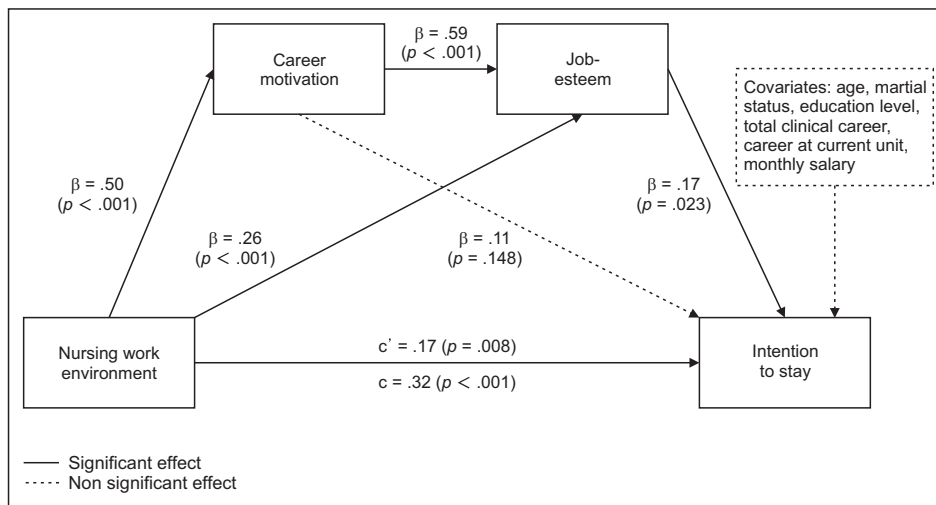 β = .59
(p < .001)
Career
motivation
Job-
esteem
Covariates: age, martial
status, education level,
total clinical career,
career at current unit,
monthly salary
β = .50
(p < .001)
β = .26
(p < .001)
β = .11
(p = .148)
β = .17
(p = .023)
Nursing work
environment
c’ = .17 (p = .008)
c = .32 (p < .001)
Intention
to stay
Significant effect
Non significant effect